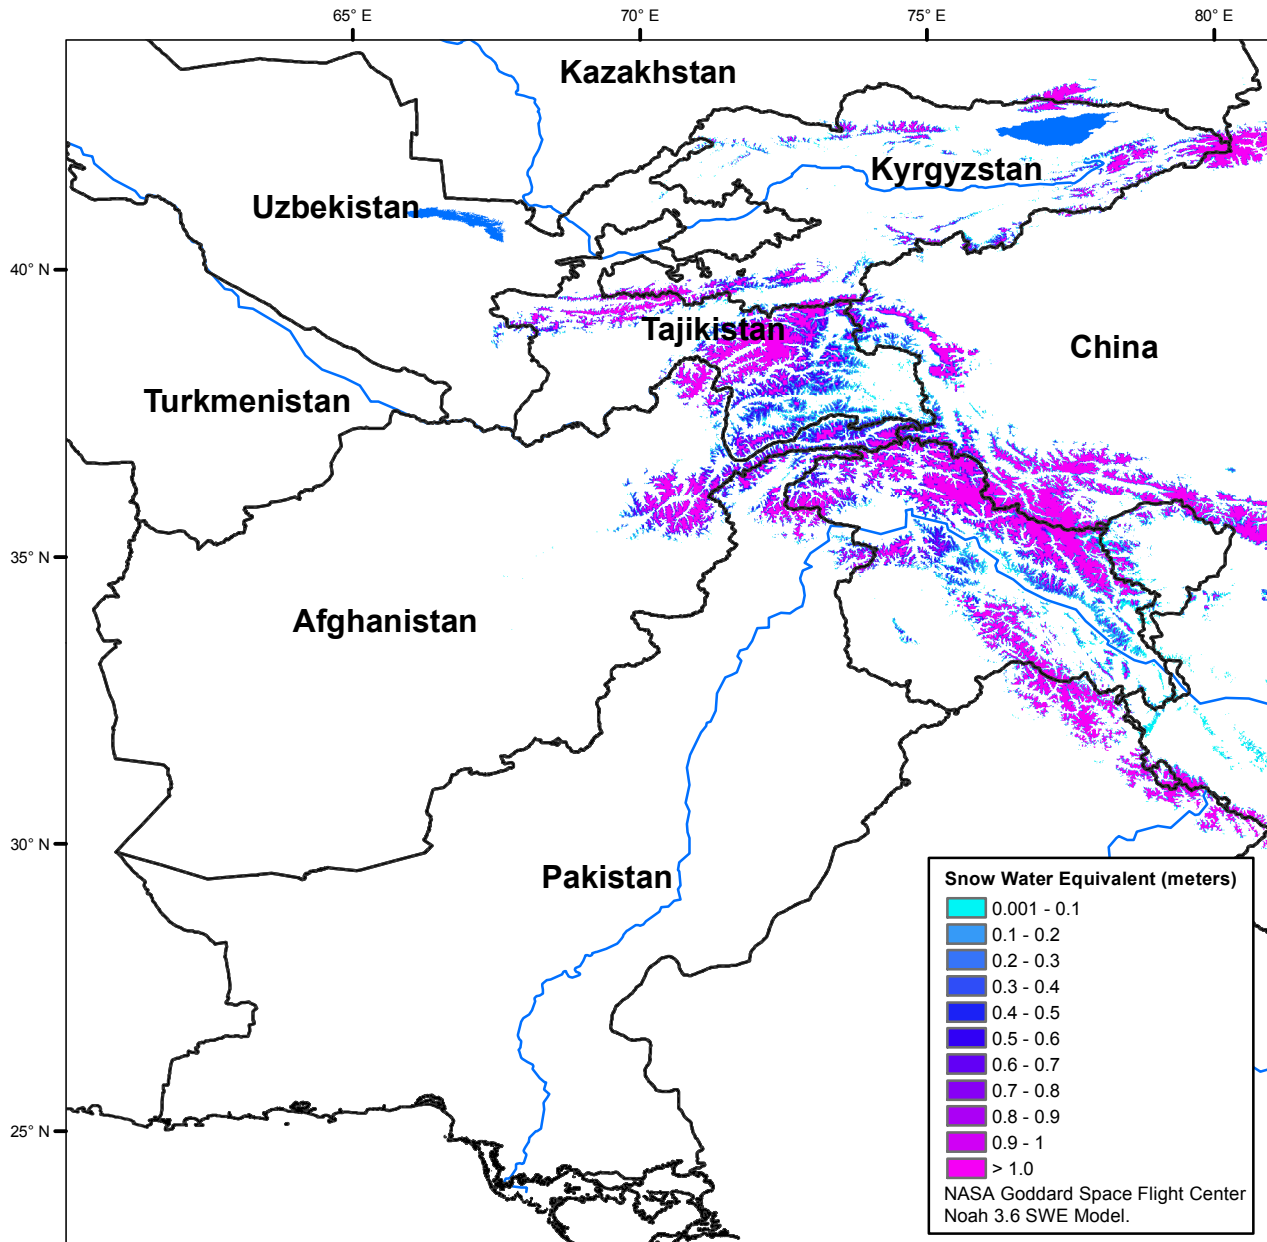 65° E
70° E
75° E
80° E
Kazakhstan
Kyrgyzstan
Uzbekistan
40° N
Tajikistan
China
Turkmenistan
35° N
Afghanistan
30° N
Pakistan
25° N
Snow Water Equivalent (meters)
0.001 - 0.1
0.1 - 0.2
0.2 - 0.3
0.3 - 0.4
0.4 - 0.5
0.5 - 0.6
0.6 - 0.7
0.7 - 0.8
0.8 - 0.9
0.9 - 1
> 1.0
NASA Goddard Space Flight Center
Noah 3.6 SWE Model.